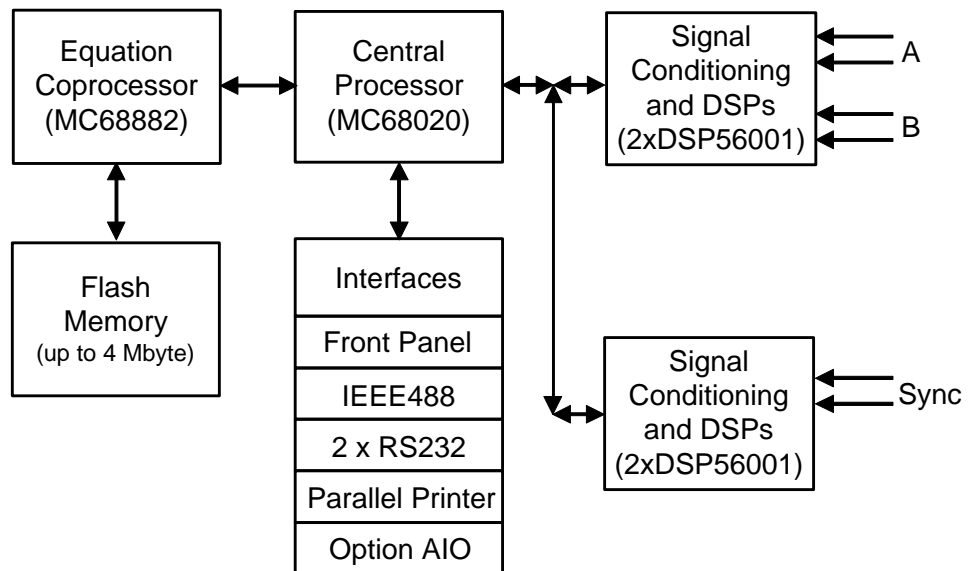 Equation
Coprocessor
(MC68882)
Central
Processor
(MC68020)
Signal
Conditioning
and DSPs
(2xDSP56001)
A
B
Flash
Memory
(up to 4 Mbyte)
Interfaces
Front Panel
IEEE488
2 x RS232
Parallel Printer
Option AIO
Signal
Conditioning
and DSPs
(2xDSP56001)
Sync